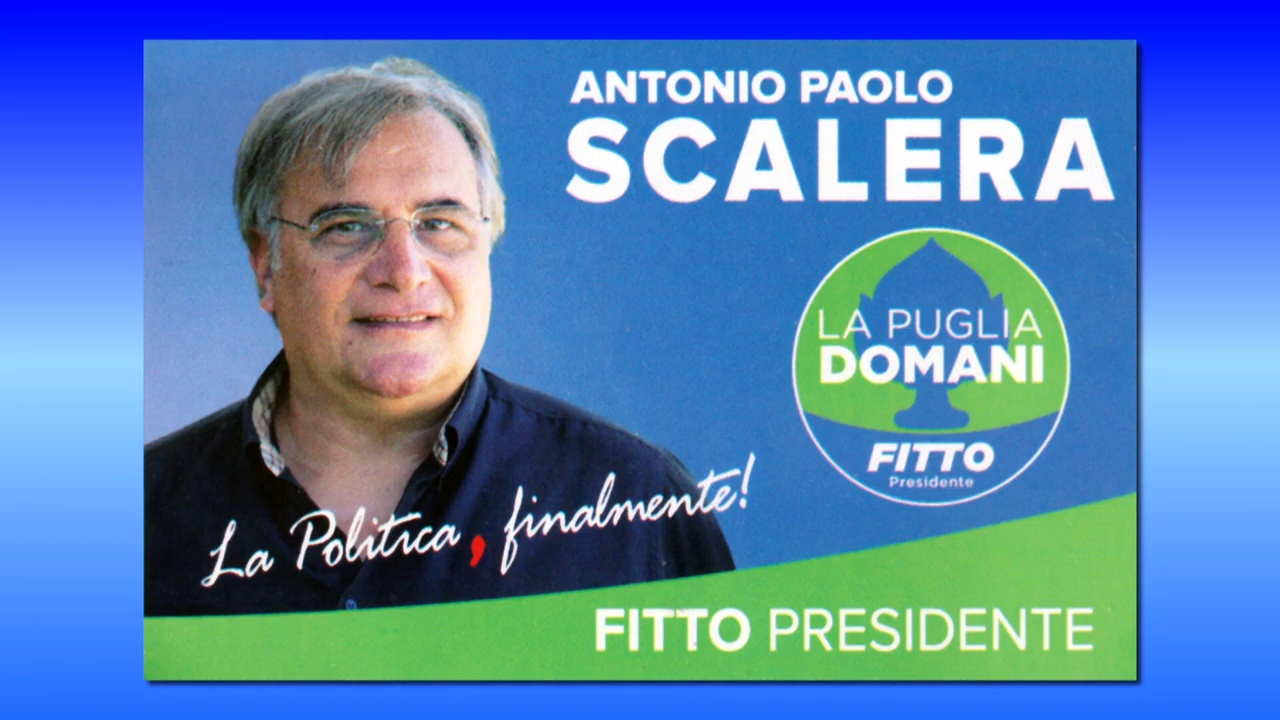 ANTONIO PAOLO
SCALERA
LA PUGLIA
DOMANI
FITTO
Presidente
La Politica, finalmente!
FITTO PRESIDENTE